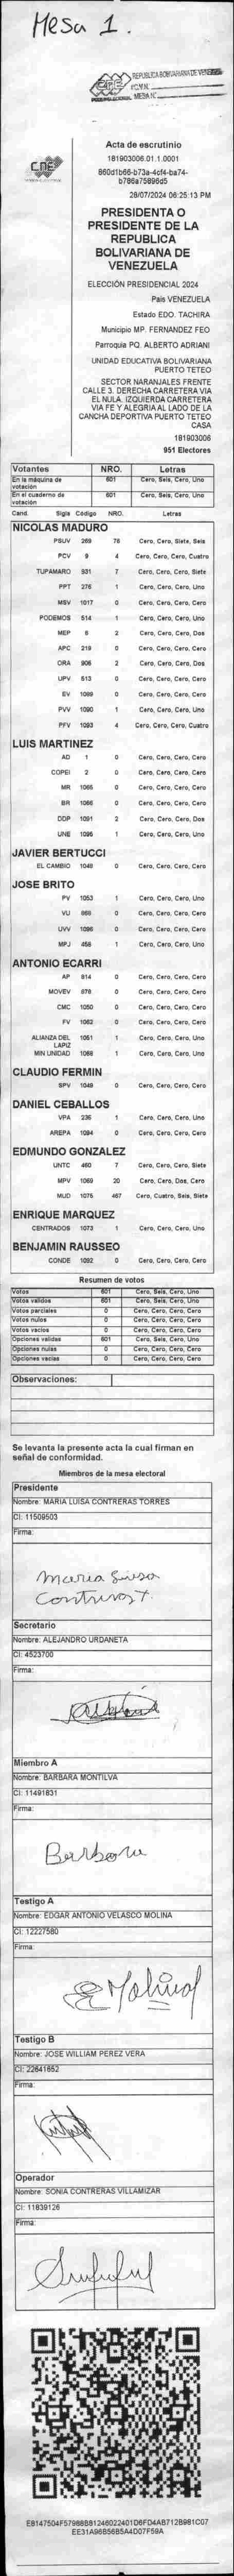 Mesa 1.
REPUBLICA BOLIVARIANA DE VENEZUELA
CNE
MESA N°
CNE
Acta de escrutinio
181903006.01.1.0001
860d1b66-b73a-4cf4-ba74-
b786a75896d5
28/07/2024 06:25:13 PM
PRESIDENTA O
PRESIDENTE DE LA
REPUBLICA
BOLIVARIANA DE
VENEZUELA
ELECCIÓN PRESIDENCIAL 2024
País VENEZUELA
Estado EDO. TACHIRA
Municipio MP. FERNANDEZ FEO
Parroquia PQ. ALBERTO ADRIANI
UNIDAD EDUCATIVA BOLIVARIANA
PUERTO TETEO
SECTOR NARANJALES FRENTE
CALLE 3. DERECHA CARRETERA VIA
EL NULA. IZQUIERDA CARRETERA
VIA FE Y ALEGRIA AL LADO DE LA
CANCHA DEPORTIVA PUERTO TETEO
CASA
181903006
951 Electores
Votantes NRO. Letras
En la máquina de votación 601 Cero, Seis, Cero, Uno
En el cuaderno de votación 601 Cero, Seis, Cero, Uno
Cand. Sigla Código NRO. Letras
NICOLAS MADURO
PSUV 269 76 Cero, Cero, Siete, Seis
PCV 9 4 Cero, Cero, Cero, Cuatro
TUPAMARO 931 7 Cero, Cero, Cero, Siete
PPT 276 1 Cero, Cero, Cero, Uno
MSV 1017 0 Cero, Cero, Cero, Cero
PODEMOS 514 1 Cero, Cero, Cero, Uno
MEP 6 2 Cero, Cero, Cero, Dos
APC 219 0 Cero, Cero, Cero, Cero
ORA 906 2 Cero, Cero, Cero, Dos
UPV 613 0 Cero, Cero, Cero, Cero
EV 1089 0 Cero, Cero, Cero, Cero
PVV 1090 1 Cero, Cero, Cero, Uno
PFV 1093 4 Cero, Cero, Cero, Cuatro
LUIS MARTINEZ
AD 1 0 Cero, Cero, Cero, Cero
COPEI 2 0 Cero, Cero, Cero, Cero
MR 1065 0 Cero, Cero, Cero, Cero
BR 1066 0 Cero, Cero, Cero, Cero
DDP 1091 2 Cero, Cero, Cero, Dos
UNE 1095 1 Cero, Cero, Cero, Uno
JAVIER BERTUCCI
EL CAMBIO 1048 0 Cero, Cero, Cero, Cero
JOSE BRITO
PV 1053 1 Cero, Cero, Cero, Uno
VU 868 0 Cero, Cero, Cero, Cero
UVV 1096 0 Cero, Cero, Cero, Cero
MPJ 458 1 Cero, Cero, Cero, Uno
ANTONIO ECARRI
AP 814 0 Cero, Cero, Cero, Cero
MOVEV 878 0 Cero, Cero, Cero, Cero
CMC 1050 0 Cero, Cero, Cero, Cero
FV 1062 0 Cero, Cero, Cero, Cero
ALIANZA DEL LAPIZ 1051 1 Cero, Cero, Cero, Uno
MIN UNIDAD 1088 1 Cero, Cero, Cero, Uno
CLAUDIO FERMIN
SPV 1049 0 Cero, Cero, Cero, Cero
DANIEL CEBALLOS
VPA 236 1 Cero, Cero, Cero, Uno
AREPA 1094 0 Cero, Cero, Cero, Cero
EDMUNDO GONZALEZ
UNTC 460 7 Cero, Cero, Cero, Siete
MPV 1069 20 Cero, Cero, Dos, Cero
MUD 1075 467 Cero, Cuatro, Seis, Siete
ENRIQUE MARQUEZ
CENTRADOS 1073 1 Cero, Cero, Cero, Uno
BENJAMIN RAUSSEO
CONDE 1092 0 Cero, Cero, Cero, Cero
Resumen de votos
Votos 601 Cero, Seis, Cero, Uno
Votos válidos 601 Cero, Seis, Cero, Uno
Votos parciales 0 Cero, Cero, Cero, Cero
Votos nulos 0 Cero, Cero, Cero, Cero
Votos vacíos 0 Cero, Cero, Cero, Cero
Opciones válidas 601 Cero, Seis, Cero, Uno
Opciones nulas 0 Cero, Cero, Cero, Cero
Opciones vacías 0 Cero, Cero, Cero, Cero
Observaciones:
Se levanta la presente acta la cual firman en
señal de conformidad.
Miembros de la mesa electoral
Presidente
Nombre: MARIA LUISA CONTRERAS TORRES
CI: 11509503
Firma:
Maria Luisa
Contreras T.
Secretario
Nombre: ALEJANDRO URDANETA
CI: 4523700
Firma:
Miembro A
Nombre: BARBARA MONTILVA
CI: 11491831
Firma:
Barbara
Testigo A
Nombre: EDGAR ANTONIO VELASCO MOLINA
CI: 12227580
Firma:
E Molina
Testigo B
Nombre: JOSE WILLIAM PEREZ VERA
CI: 22641652
Firma:
Operador
Nombre: SONIA CONTRERAS VILLAMIZAR
CI: 11839126
Firma:
E8147504F57988B81246022401D6FD4AB712B981C07
EE31A96B56B5A4D07F59A